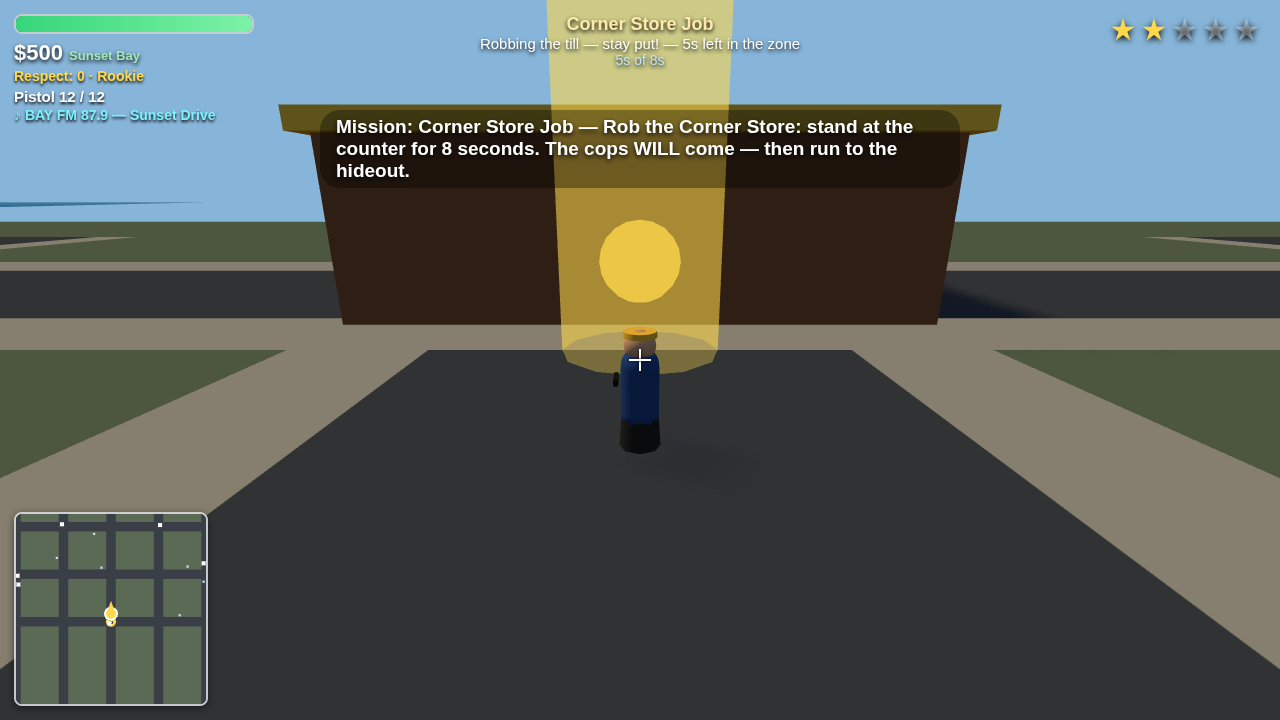 Corner Store Job
Robbing the till — stay put! — 5s left in the zone
5s of 8s
$500 Sunset Bay
Respect: 0 · Rookie
Pistol 12 / 12
♪ BAY FM 87.9 — Sunset Drive
Mission: Corner Store Job — Rob the Corner Store: stand at the
counter for 8 seconds. The cops WILL come — then run to the
hideout.